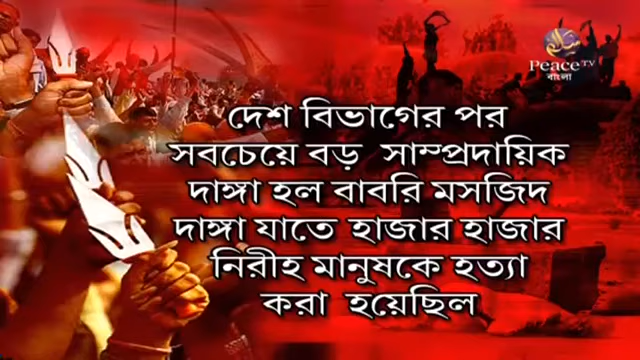 Peace TV
বাংলা
দেশ বিভাগের পর
সবচেয়ে বড় সাম্প্রদায়িক
দাঙ্গা হল বাবরি মসজিদ
দাঙ্গা যাতে হাজার হাজার
নিরীহ মানুষকে হত্যা
করা হয়েছিল